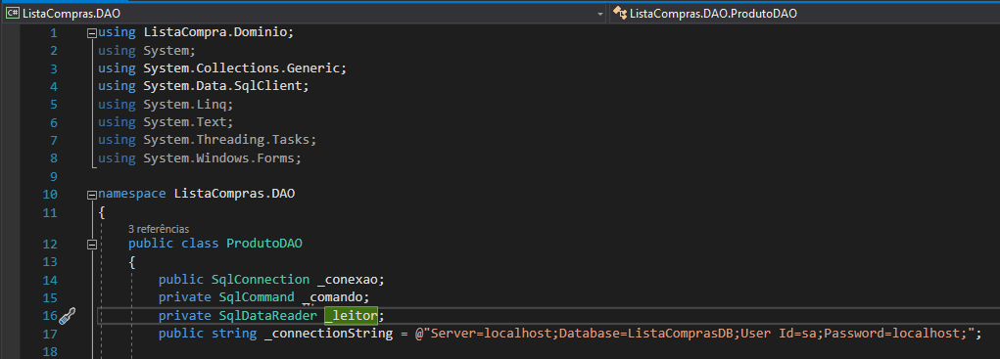 C# ListaCompras.DAO
ListaCompras.DAO.ProdutoDAO
1 using ListaCompra.Dominio;
2 using System;
3 using System.Collections.Generic;
4 using System.Data.SqlClient;
5 using System.Linq;
6 using System.Text;
7 using System.Threading.Tasks;
8 using System.Windows.Forms;
9
10 namespace ListaCompras.DAO
11 {
3 referências
12 public class ProdutoDAO
13 {
14 public SqlConnection _conexao;
15 private SqlCommand _comando;
16 private SqlDataReader _leitor;
17 public string _connectionString = @"Server=localhost;Database=ListaComprasDB;User Id=sa;Password=localhost;";
18